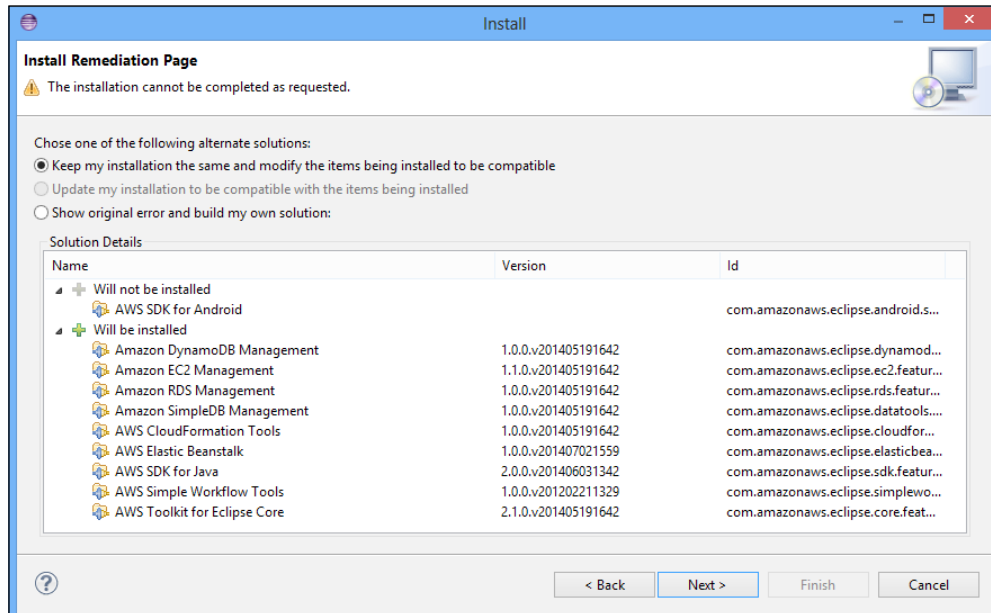 Install
Install Remediation Page
The installation cannot be completed as requested.
Chose one of the following alternate solutions:
Keep my installation the same and modify the items being installed to be compatible
Update my installation to be compatible with the items being installed
Show original error and build my own solution:
Solution Details
Name Version Id
Will not be installed
AWS SDK for Android com.amazonaws.eclipse.android.s...
Will be installed
Amazon DynamoDB Management 1.0.0.v201405191642 com.amazonaws.eclipse.dynamod...
Amazon EC2 Management 1.1.0.v201405191642 com.amazonaws.eclipse.ec2.featur...
Amazon RDS Management 1.0.0.v201405191642 com.amazonaws.eclipse.rds.featur...
Amazon SimpleDB Management 1.0.0.v201405191642 com.amazonaws.eclipse.datatools....
AWS CloudFormation Tools 1.0.0.v201405191642 com.amazonaws.eclipse.cloudfor...
AWS Elastic Beanstalk 1.0.0.v201407021559 com.amazonaws.eclipse.elasticbea...
AWS SDK for Java 2.0.0.v201406031342 com.amazonaws.eclipse.sdk.featur...
AWS Simple Workflow Tools 1.0.0.v201202211329 com.amazonaws.eclipse.simplewo...
AWS Toolkit for Eclipse Core 2.1.0.v201405191642 com.amazonaws.eclipse.core.feat...
? < Back Next > Finish Cancel